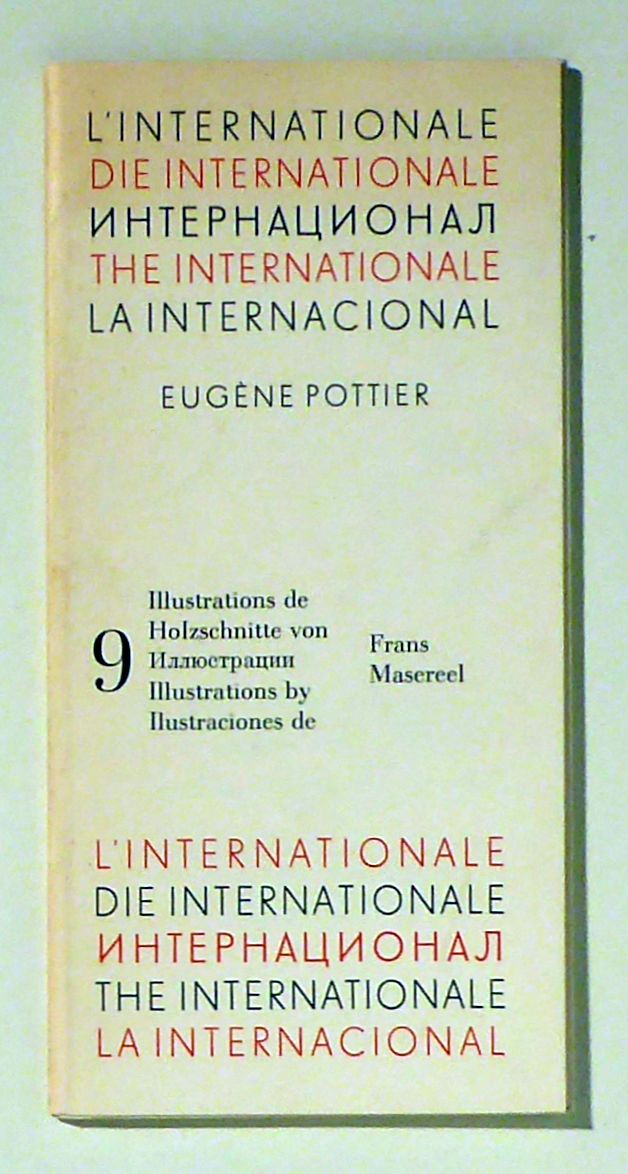 L'INTERNATIONALE
DIE INTERNATIONALE
ИНТЕРНАЦИОНАЛ
THE INTERNATIONALE
LA INTERNACIONAL
EUGÈNE POTTIER
9
Illustrations de
Holzschnitte von
Иллюстрации
Illustrations by
Ilustraciones de
Frans
Masereel
L'INTERNATIONALE
DIE INTERNATIONALE
ИНТЕРНАЦИОНАЛ
THE INTERNATIONALE
LA INTERNACIONAL